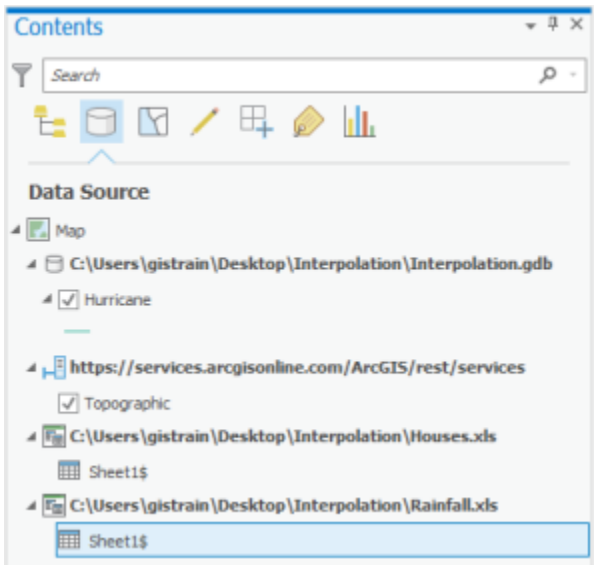 Contents
Search
Data Source
Map
C:\Users\gistrain\Desktop\Interpolation\Interpolation.gdb
Hurricane
https://services.arcgisonline.com/ArcGIS/rest/services
Topographic
C:\Users\gistrain\Desktop\Interpolation\Houses.xls
Sheet1$
C:\Users\gistrain\Desktop\Interpolation\Rainfall.xls
Sheet1$